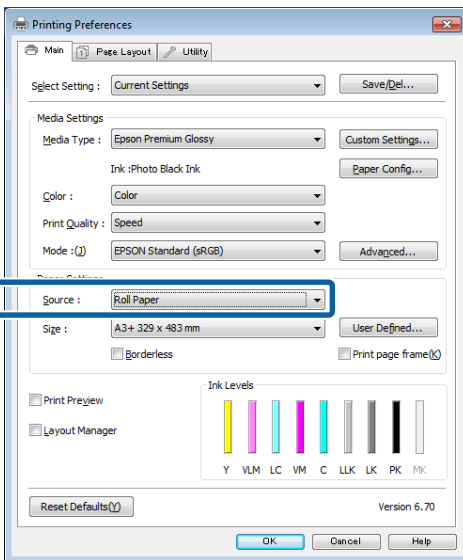 Printing Preferences
Main Page Layout Utility
Select Setting : Current Settings Save/Del...
Media Settings
Media Type : Epson Premium Glossy Custom Settings...
Ink :Photo Black Ink Paper Config...
Color : Color
Print Quality : Speed
Mode :(J) EPSON Standard (sRGB) Advanced...
Paper Settings
Source : Roll Paper
Size : A3+ 329 x 483 mm User Defined...
Borderless Print page frame(K)
Ink Levels
Print Preview
Layout Manager
Y VLM LC VM C LLK LK PK MK
Reset Defaults(Y) Version 6.70
OK Cancel Help